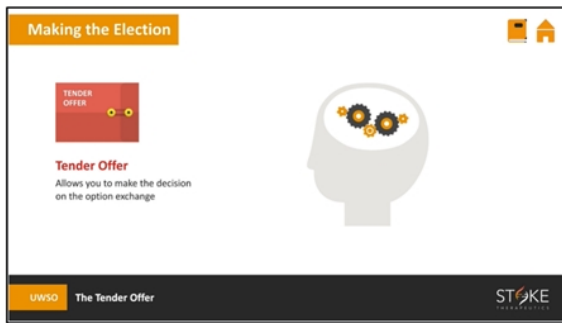 Making the Election
TENDER
OFFER
Tender Offer
Allows you to make the decision
on the option exchange
UWSO
The Tender Offer
STOKE
THERAPEUTICS